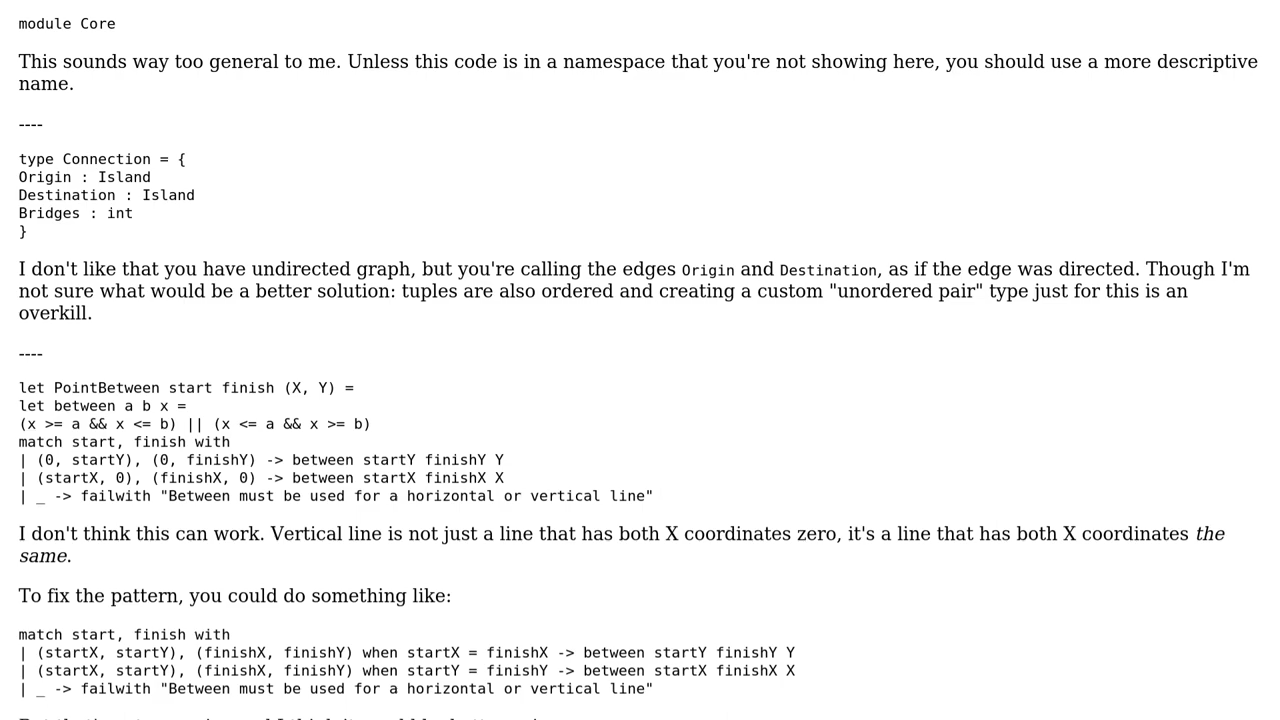 module Core
This sounds way too general to me. Unless this code is in a namespace that you're not showing here, you should use a more descriptive
name.
----
type Connection = {
Origin : Island
Destination : Island
Bridges : int
}
I don't like that you have undirected graph, but you're calling the edges Origin and Destination, as if the edge was directed. Though I'm
not sure what would be a better solution: tuples are also ordered and creating a custom "unordered pair" type just for this is an
overkill.
----
let PointBetween start finish (X, Y) =
let between a b x =
(x >= a && x <= b) || (x <= a && x >= b)
match start, finish with
| (0, startY), (0, finishY) -> between startY finishY Y
| (startX, 0), (finishX, 0) -> between startX finishX X
| _ -> failwith "Between must be used for a horizontal or vertical line"
I don't think this can work. Vertical line is not just a line that has both X coordinates zero, it's a line that has both X coordinates the
same.
To fix the pattern, you could do something like:
match start, finish with
| (startX, startY), (finishX, finishY) when startX = finishX -> between startY finishY Y
| (startX, startY), (finishX, finishY) when startY = finishY -> between startX finishX X
| _ -> failwith "Between must be used for a horizontal or vertical line"